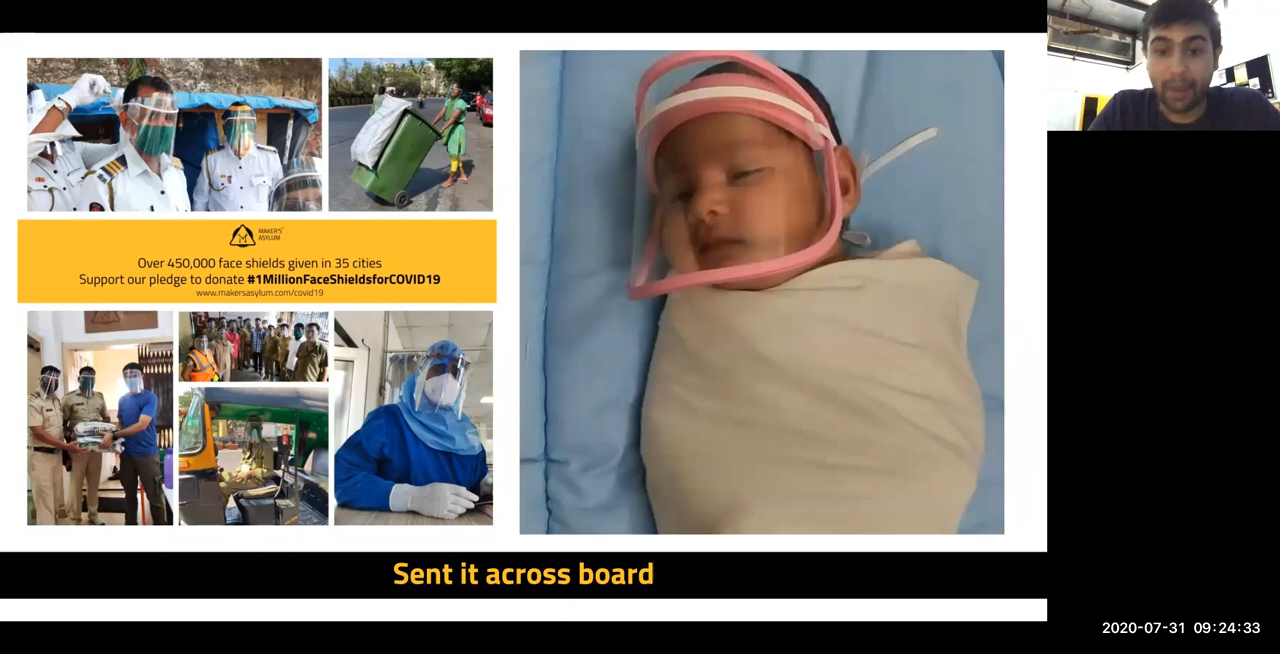 MAKER'S
ASYLUM
Over 450,000 face shields given in 35 cities
Support our pledge to donate #1MillionFaceShieldsforCOVID19
www.makersasylum.com/covid19
Sent it across board
2020-07-31 09:24:33